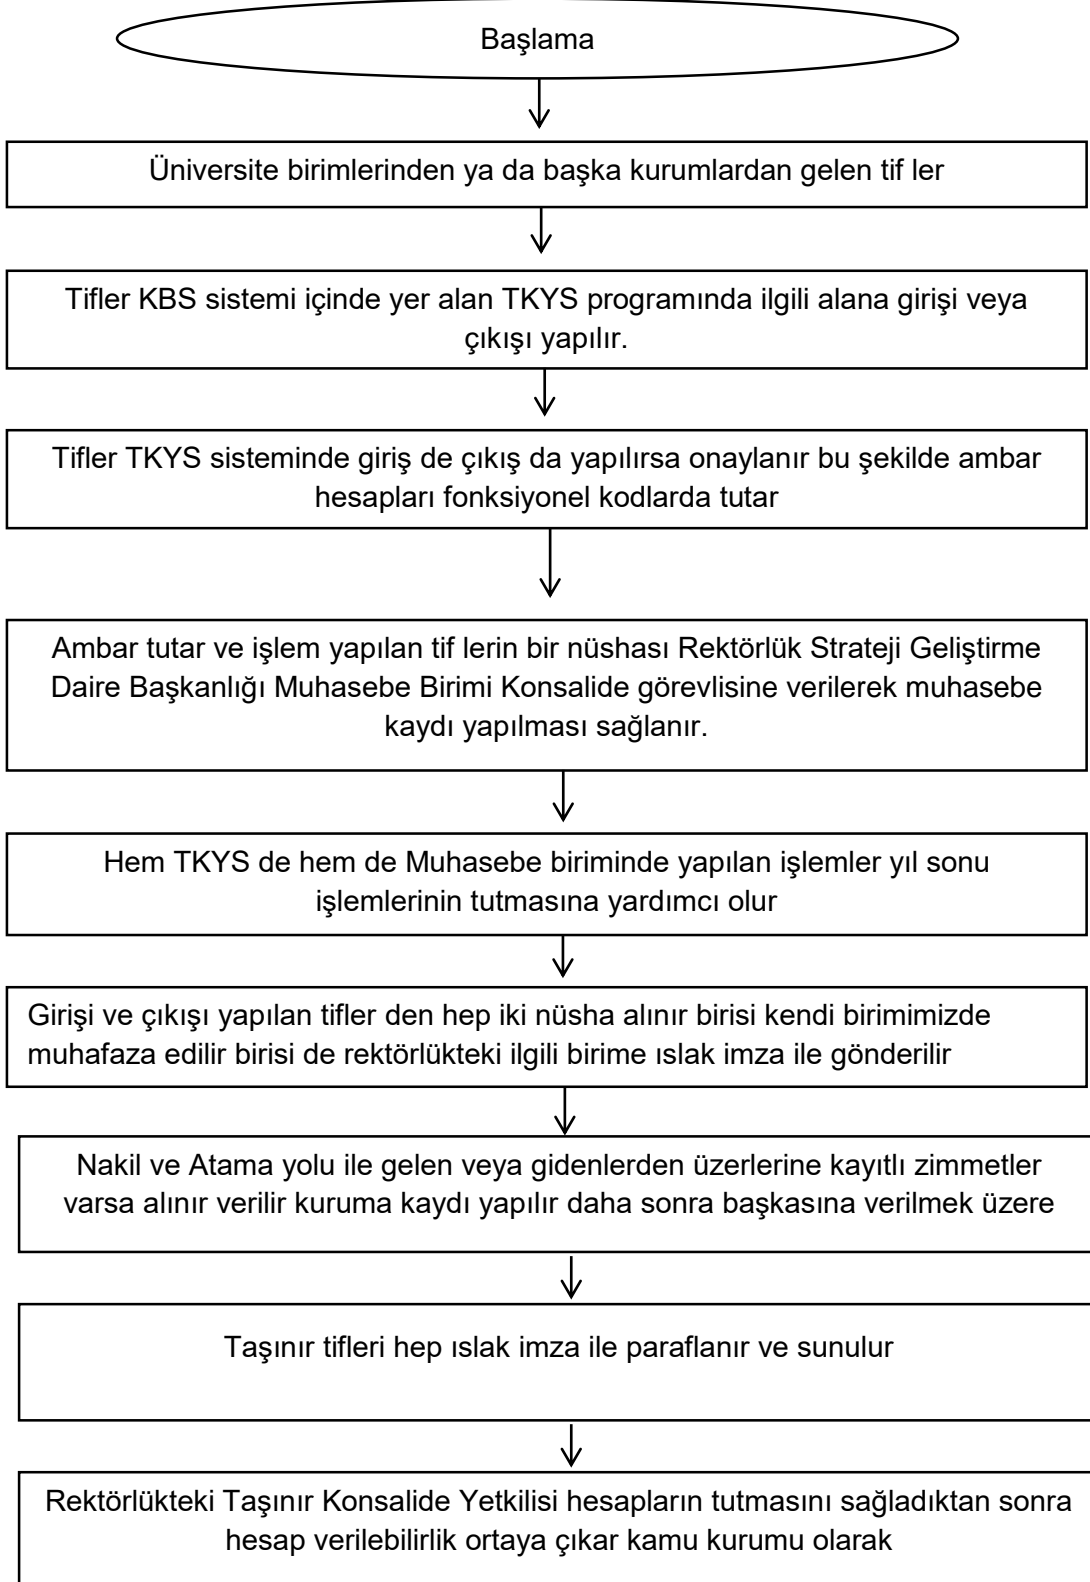 Başlama
Üniversite birimlerinden ya da başka kurumlardan gelen tif ler
Tifler KBS sistemi içinde yer alan TKYS programında ilgili alana girişi veya
çıkışı yapılır.
Tifler TKYS sisteminde giriş de çıkış da yapılırsa onaylanır bu şekilde ambar
hesapları fonksiyonel kodlarda tutar
Ambar tutar ve işlem yapılan tif lerin bir nüshası Rektörlük Strateji Geliştirme
Daire Başkanlığı Muhasebe Birimi Konsalide görevlisine verilerek muhasebe
kaydı yapılması sağlanır.
Hem TKYS de hem de Muhasebe biriminde yapılan işlemler yıl sonu
işlemlerinin tutmasına yardımcı olur
Girişi ve çıkışı yapılan tifler den hep iki nüsha alınır birisi kendi birimimizde
muhafaza edilir birisi de rektörlükteki ilgili birime ıslak imza ile gönderilir
Nakil ve Atama yolu ile gelen veya gidenlerden üzerlerine kayıtlı zimmetler
varsa alınır verilir kuruma kaydı yapılır daha sonra başkasına verilmek üzere
Taşınır tifleri hep ıslak imza ile paraflanır ve sunulur
Rektörlükteki Taşınır Konsalide Yetkilisi hesapların tutmasını sağladıktan sonra
hesap verilebilirlik ortaya çıkar kamu kurumu olarak